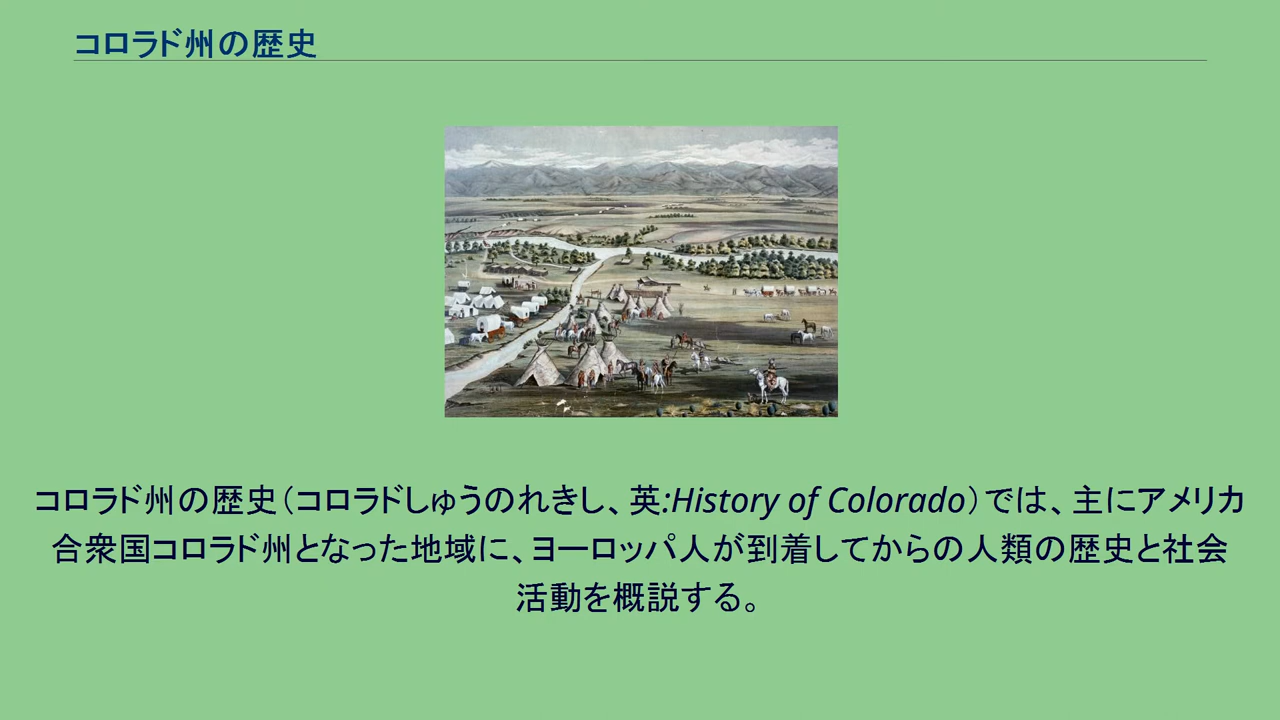 コロラド州の歴史
コロラド州の歴史（コロラドしゅうのれきし、英:History of Colorado）では、主にアメリカ
合衆国コロラド州となった地域に、ヨーロッパ人が到着してからの人類の歴史と社会
活動を概説する。